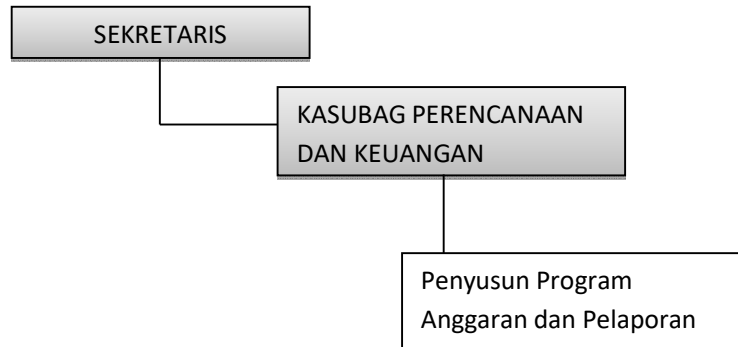 SEKRETARIS
KASUBAG PERENCANAAN
DAN KEUANGAN
Penyusun Program
Anggaran dan Pelaporan